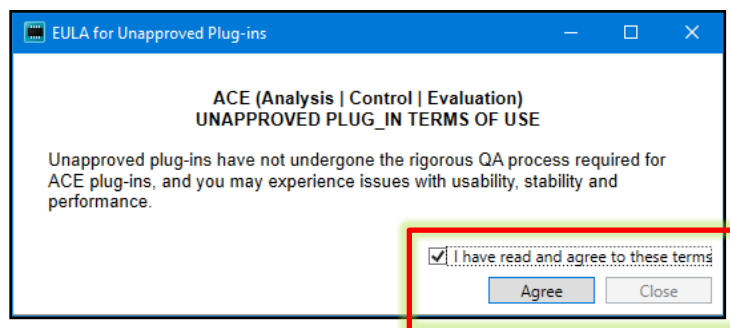 EULA for Unapproved Plug-ins
ACE (Analysis | Control | Evaluation)
UNAPPROVED PLUG_IN TERMS OF USE
Unapproved plug-ins have not undergone the rigorous QA process required for
ACE plug-ins, and you may experience issues with usability, stability and
performance.
I have read and agree to these terms
Agree Close